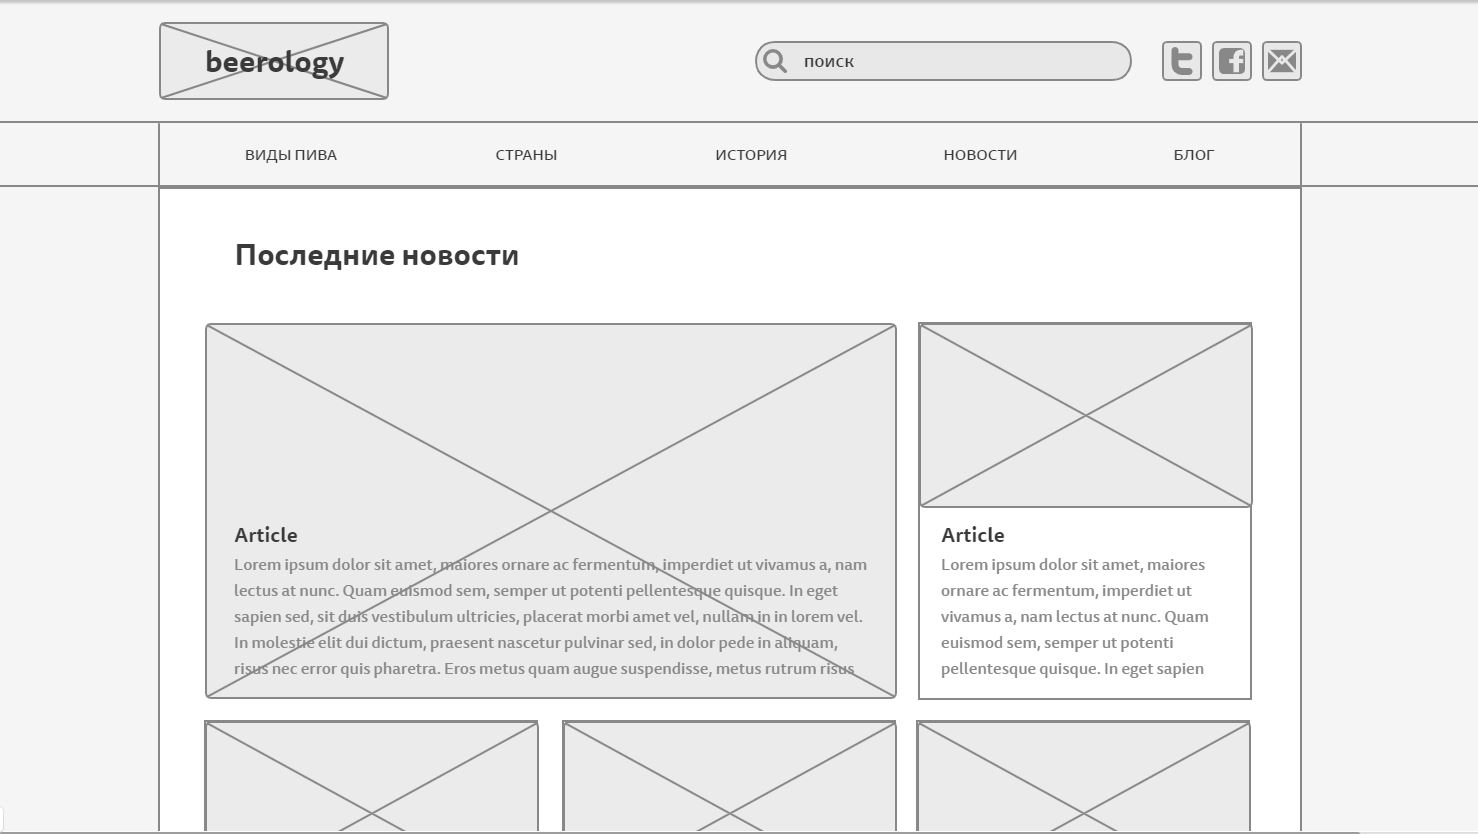 beerology
поиск
ВИДЫ ПИВА
СТРАНЫ
ИСТОРИЯ
НОВОСТИ
БЛОГ
Последние новости
Article
Lorem ipsum dolor sit amet, maiores ornare ac fermentum, imperdiet ut vivamus a, nam
lectus at nunc. Quam euismod sem, semper ut potenti pellentesque quisque. In eget
sapien sed, sit duis vestibulum ultricies, placerat morbi amet vel, nullam in in lorem vel.
In molestie elit dui dictum, praesent nascetur pulvinar sed, in dolor pede in aliquam,
risus nec error quis pharetra. Eros metus quam augue suspendisse, metus rutrum risus
Article
Lorem ipsum dolor sit amet, maiores
ornare ac fermentum, imperdiet ut
vivamus a, nam lectus at nunc. Quam
euismod sem, semper ut potenti
pellentesque quisque. In eget sapien